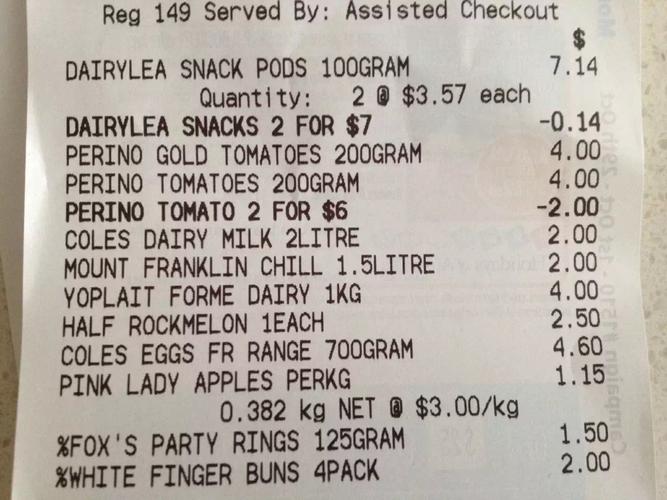 Reg 149 Served By: Assisted Checkout
$
DAIRYLEA SNACK PODS 100GRAM 7.14
Quantity: 2 @ $3.57 each
DAIRYLEA SNACKS 2 FOR $7 -0.14
PERINO GOLD TOMATOES 200GRAM 4.00
PERINO TOMATOES 200GRAM 4.00
PERINO TOMATO 2 FOR $6 -2.00
COLES DAIRY MILK 2LITRE 2.00
MOUNT FRANKLIN CHILL 1.5LITRE 2.00
YOPLAIT FORME DAIRY 1KG 4.00
HALF ROCKMELON 1EACH 2.50
COLES EGGS FR RANGE 700GRAM 4.60
PINK LADY APPLES PERKG 1.15
0.382 kg NET @ $3.00/kg
%FOX'S PARTY RINGS 125GRAM 1.50
%WHITE FINGER BUNS 4PACK 2.00